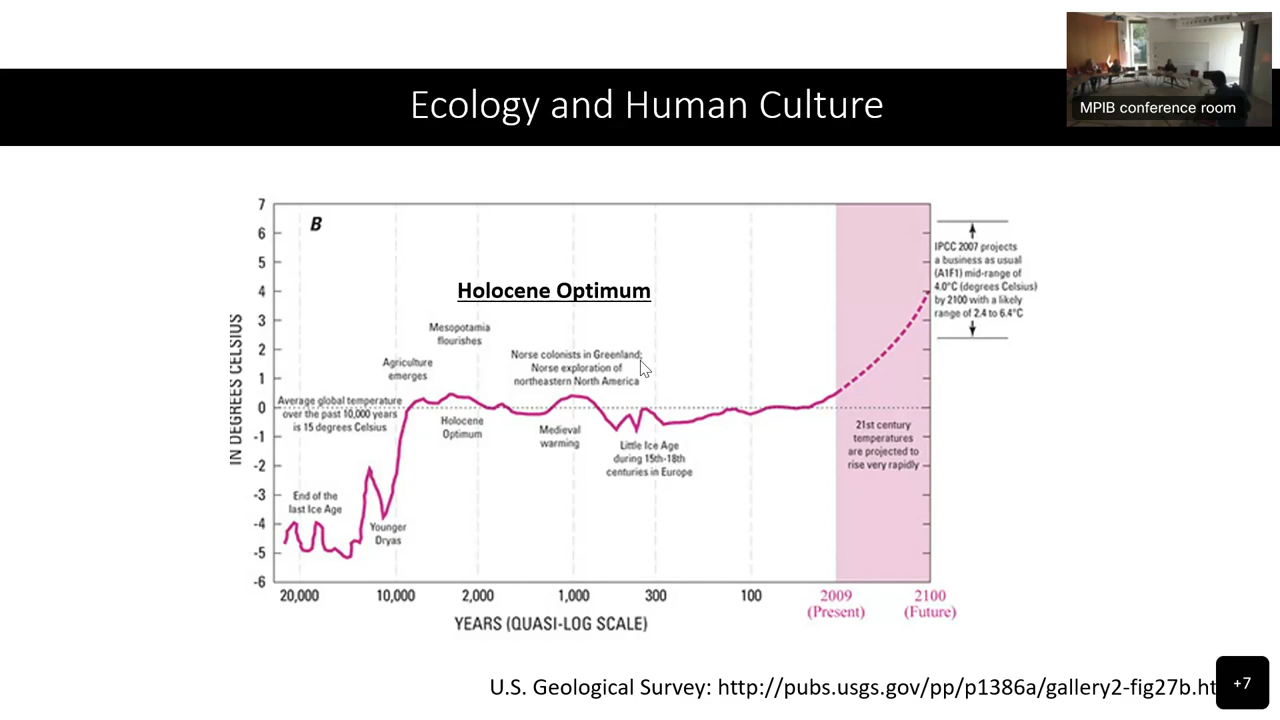 Ecology and Human Culture
MPIB conference room
B
Holocene Optimum
7
6
5
4
3
2
1
0
-1
-2
-3
-4
-5
-6
IN DEGREES CELSIUS
Mesopotamia
flourishes
Agriculture
emerges
Norse colonists in Greenland;
Norse exploration of
northeastern North America
Average global temperature
over the past 10,000 years
is 15 degrees Celsius
Holocene
Optimum
Medieval
warming
Little Ice Age
during 15th-18th
centuries in Europe
End of the
last Ice Age
Younger
Dryas
21st century
temperatures
are projected to
rise very rapidly
IPCC 2007 projects
a business as usual
(A1F1) mid-range of
4.0°C (degrees Celsius)
by 2100 with a likely
range of 2.4 to 6.4°C
20,000
10,000
2,000
1,000
300
100
2009
(Present)
2100
(Future)
YEARS (QUASI-LOG SCALE)
U.S. Geological Survey: http://pubs.usgs.gov/pp/p1386a/gallery2-fig27b.ht
+7